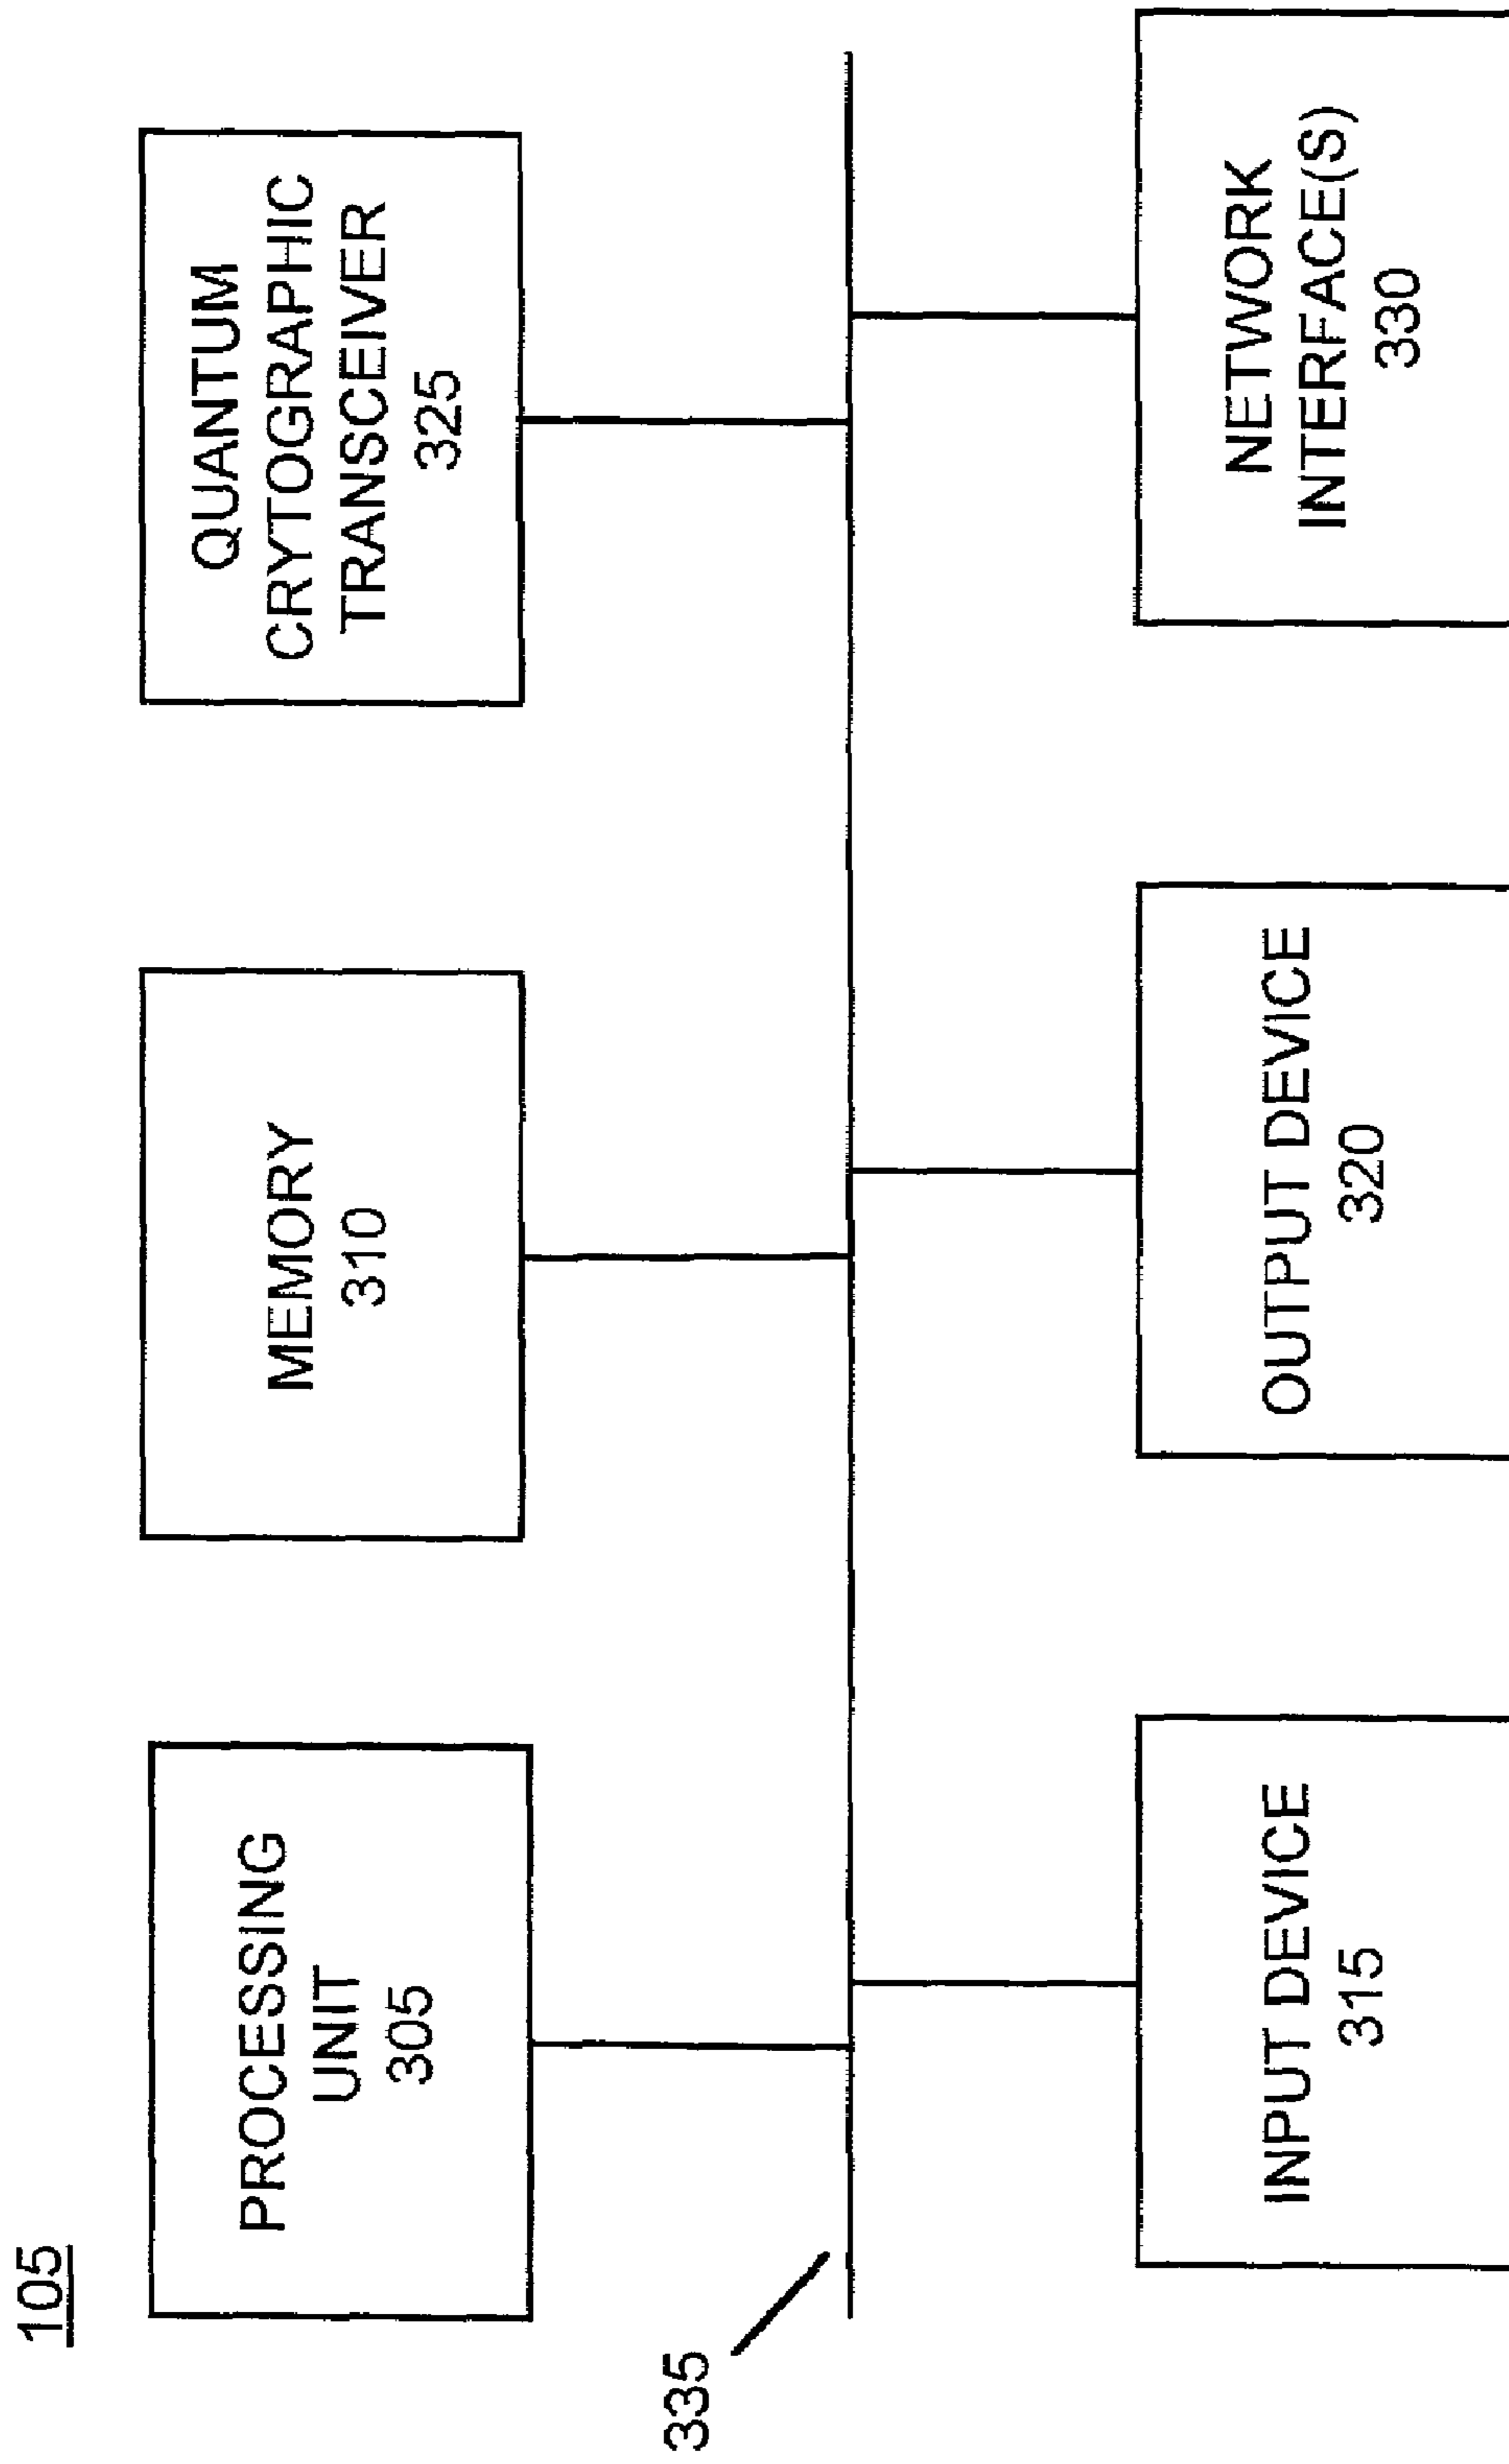 105
PROCESSING
UNIT
305
MEMORY
310
QUANTUM
CRYTOGRAPHIC
TRANSCEIVER
325
335
INPUT DEVICE
315
OUTPUT DEVICE
320
NETWORK
INTERFACE(S)
330